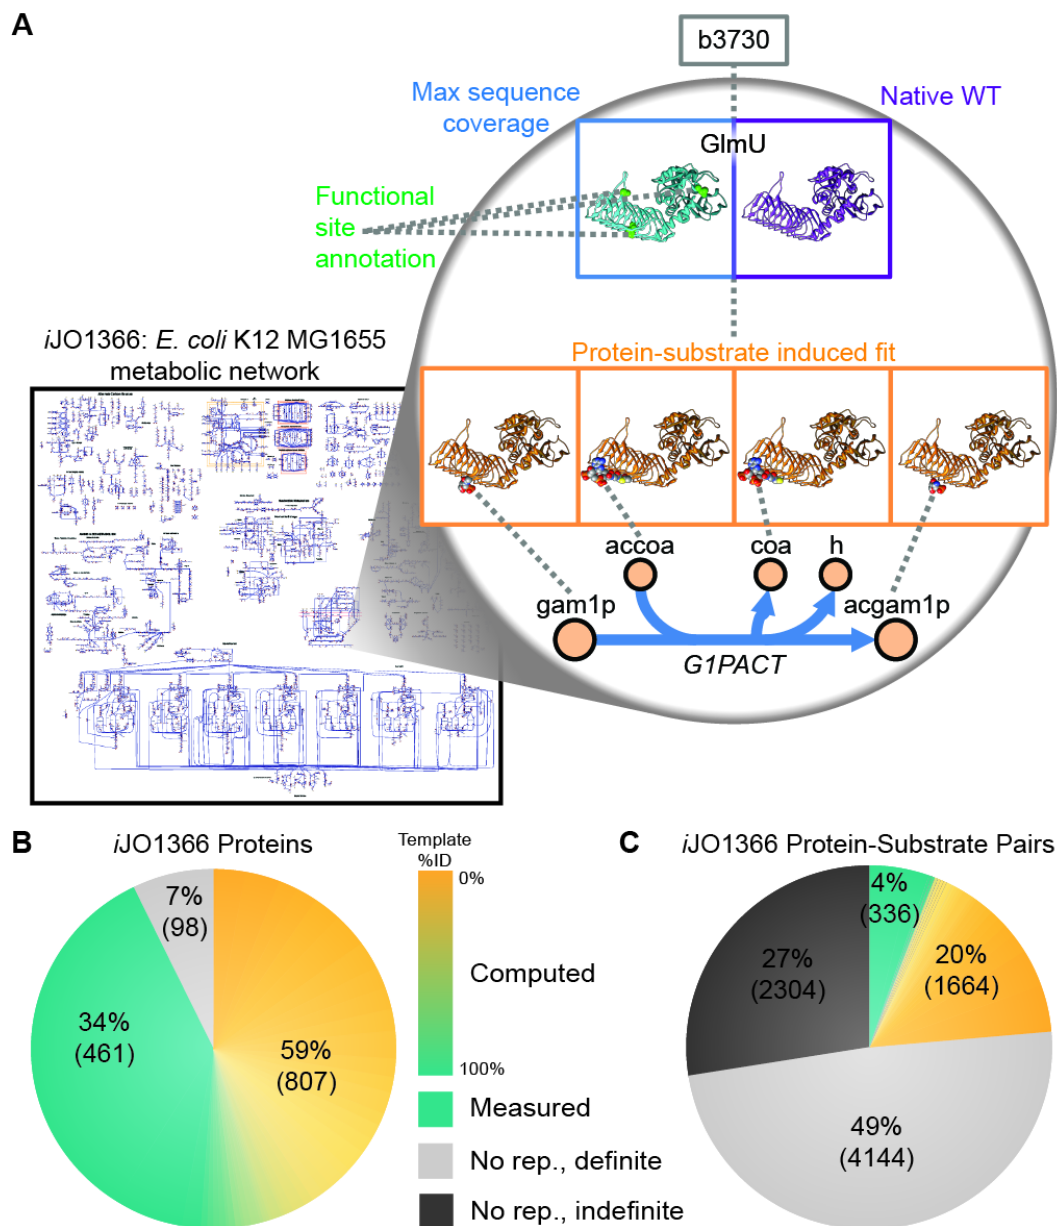 A
b3730
Max sequence
coverage
Native WT
GlmU
Functional
site
annotation
iJO1366: E. coli K12 MG1655
metabolic network
Protein-substrate induced fit
accoa
coa
h
gam1p
acgam1p
G1PACT
B
iJO1366 Proteins
7%
(98)
34%
(461)
59%
(807)
Template
%ID
0%
Computed
100%
Measured
No rep., definite
No rep., indefinite
C
iJO1366 Protein-Substrate Pairs
4%
(336)
20%
(1664)
27%
(2304)
49%
(4144)